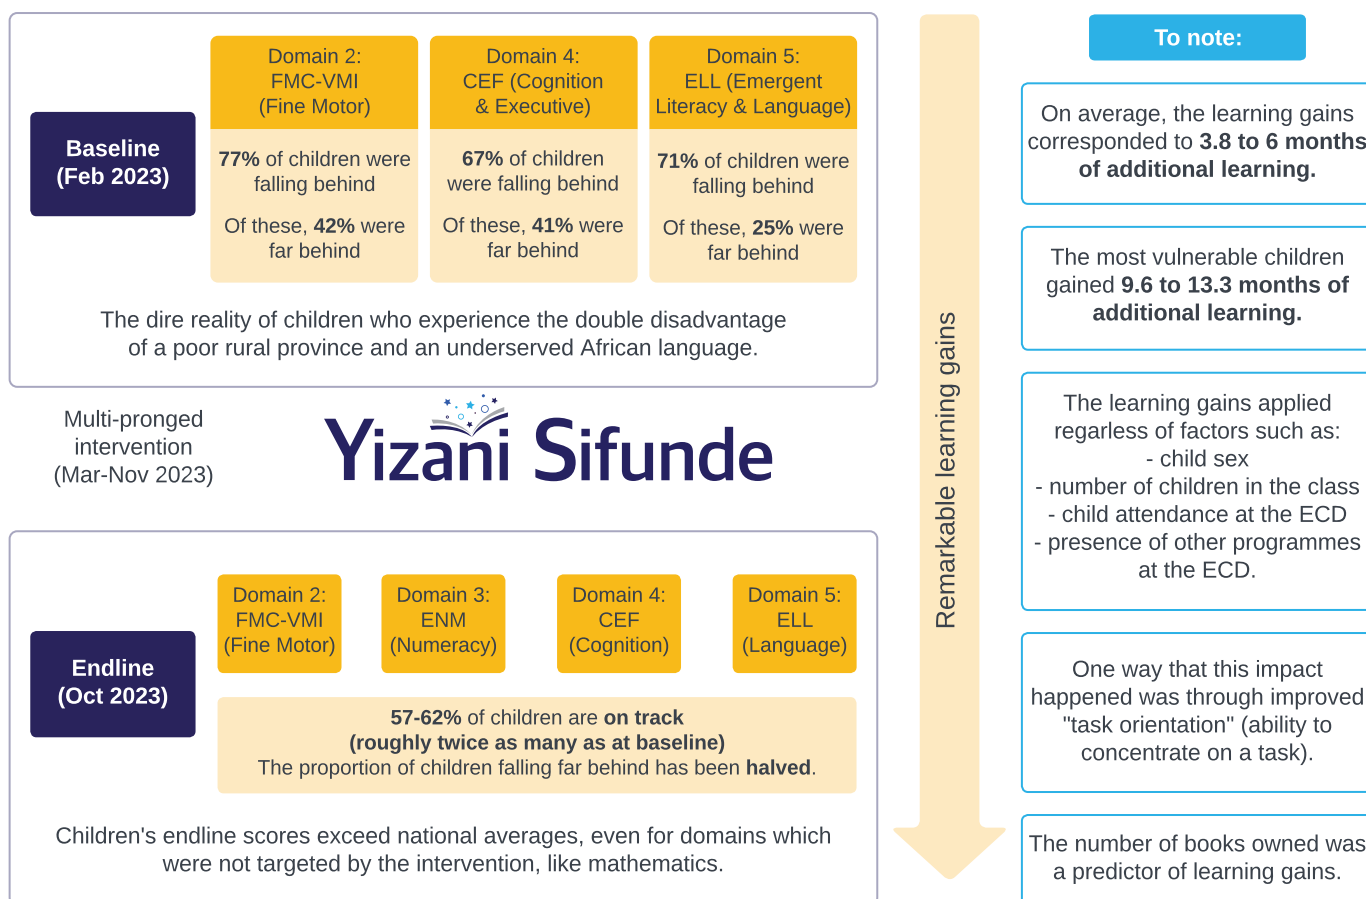 Baseline
(Feb 2023)
Domain 2:
FMC-VMI
(Fine Motor)
77% of children were
falling behind
Of these, 42% were
far behind
Domain 4:
CEF (Cognition
& Executive)
67% of children
were falling behind
Of these, 41% were
far behind
Domain 5:
ELL (Emergent
Literacy & Language)
71% of children were
falling behind
Of these, 25% were
far behind
The dire reality of children who experience the double disadvantage
of a poor rural province and an underserved African language.
Multi-pronged
intervention
(Mar-Nov 2023)
Yizani Sifunde
Endline
(Oct 2023)
Domain 2:
FMC-VMI
(Fine Motor)
Domain 3:
ENM
(Numeracy)
Domain 4:
CEF
(Cognition)
Domain 5:
ELL
(Language)
57-62% of children are on track
(roughly twice as many as at baseline)
The proportion of children falling far behind has been halved.
Children's endline scores exceed national averages, even for domains which
were not targeted by the intervention, like mathematics.
Remarkable learning gains
To note:
On average, the learning gains
corresponded to 3.8 to 6 months
of additional learning.
The most vulnerable children
gained 9.6 to 13.3 months of
additional learning.
The learning gains applied
regarless of factors such as:
- child sex
- number of children in the class
- child attendance at the ECD
- presence of other programmes
at the ECD.
One way that this impact
happened was through improved
"task orientation" (ability to
concentrate on a task).
The number of books owned was
a predictor of learning gains.